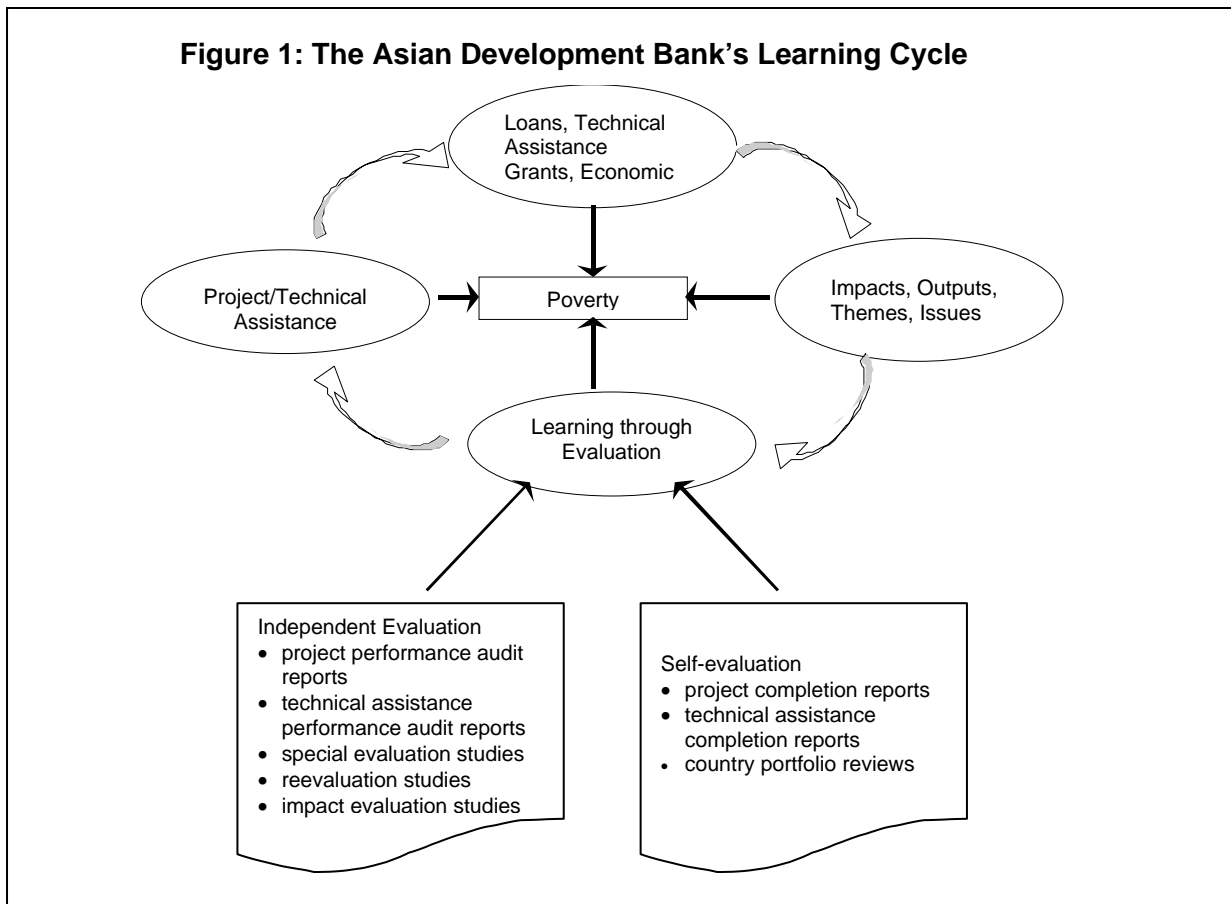 Figure 1: The Asian Development Bank’s Learning Cycle
Loans, Technical
Assistance
Grants, Economic
Project/Technical
Assistance
Poverty
Impacts, Outputs,
Themes, Issues
Learning through
Evaluation
Independent Evaluation
• project performance audit
reports
• technical assistance
performance audit reports
• special evaluation studies
• reevaluation studies
• impact evaluation studies
Self-evaluation
• project completion reports
• technical assistance
completion reports
• country portfolio reviews